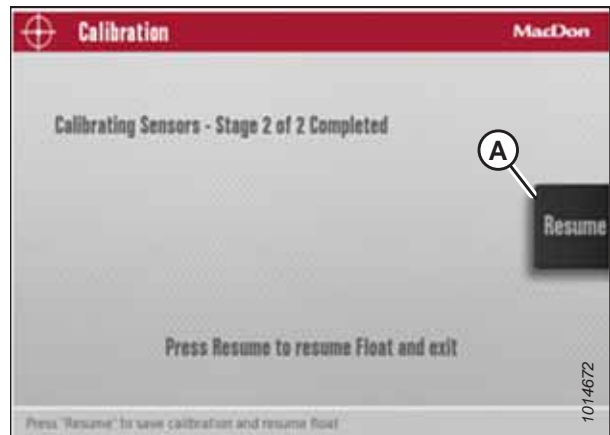 Calibration
MacDon
Calibrating Sensors - Stage 2 of 2 Completed
A
Resume
Press Resume to resume Float and exit
Press "Resume" to save calibration and resume float
1014672